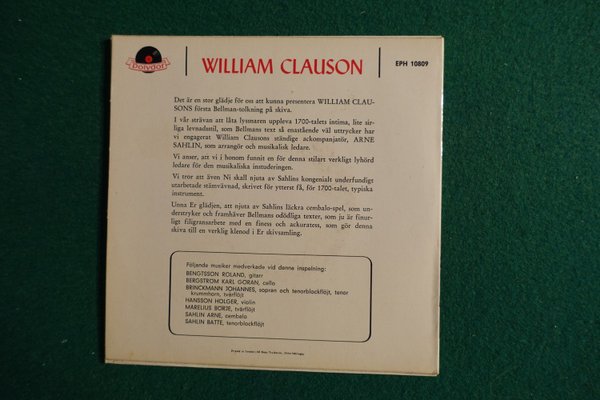 Polydor
WILLIAM CLAUSON
EPH 10809
Det är en stor glädje för oss att kunna presentera WILLIAM CLAU-
SONS första Bellman-tolkning på skiva.
I vår strävan att låta lyssnaren uppleva 1700-talets intima, lite sir-
liga levnadsstil, som Bellmans text så mastående väl uttrycker har
vi engagerat William Clausons ständige ackompanjatör, ARNE
SAHLIN, som arrangör och musikalisk ledare.
Vi anser, att vi i honom funnit en för denna stilart verkligt lyhörd
ledare för den musikaliska instuderingen.
Vi tror att även Ni skall njuta av Sahlins kongenialt underfundigt
utarbetade stämvävnad, skrivet för ytterst få, för 1700-talet, typiska
instrument.
Unna Er glädjen, att njuta av Sahlins läckra cembalo-spel, som un-
derstryker och framhäver Bellmans odödliga texter, som ju är finur-
ligt filigransarbete med en finess och ackuratess, som gör denna
skiva till en verklig klenod i Er skivsamling.
Följande musiker medverkade vid denna inspelning:
BENGTSSON ROLAND, gitarr
BERGSTRÖM KARL GÖRAN, cello
BRINCKMANN JOHANNES, sopran och tenorblockflöjt, tenor
krummhorn, tvärflöjt
HANSSON HOLGER, violin
MARELIUS BÖRJE, tvärflöjt
SAHLIN ARNE, cembalo
SAHLIN BATTE, tenorblockflöjt